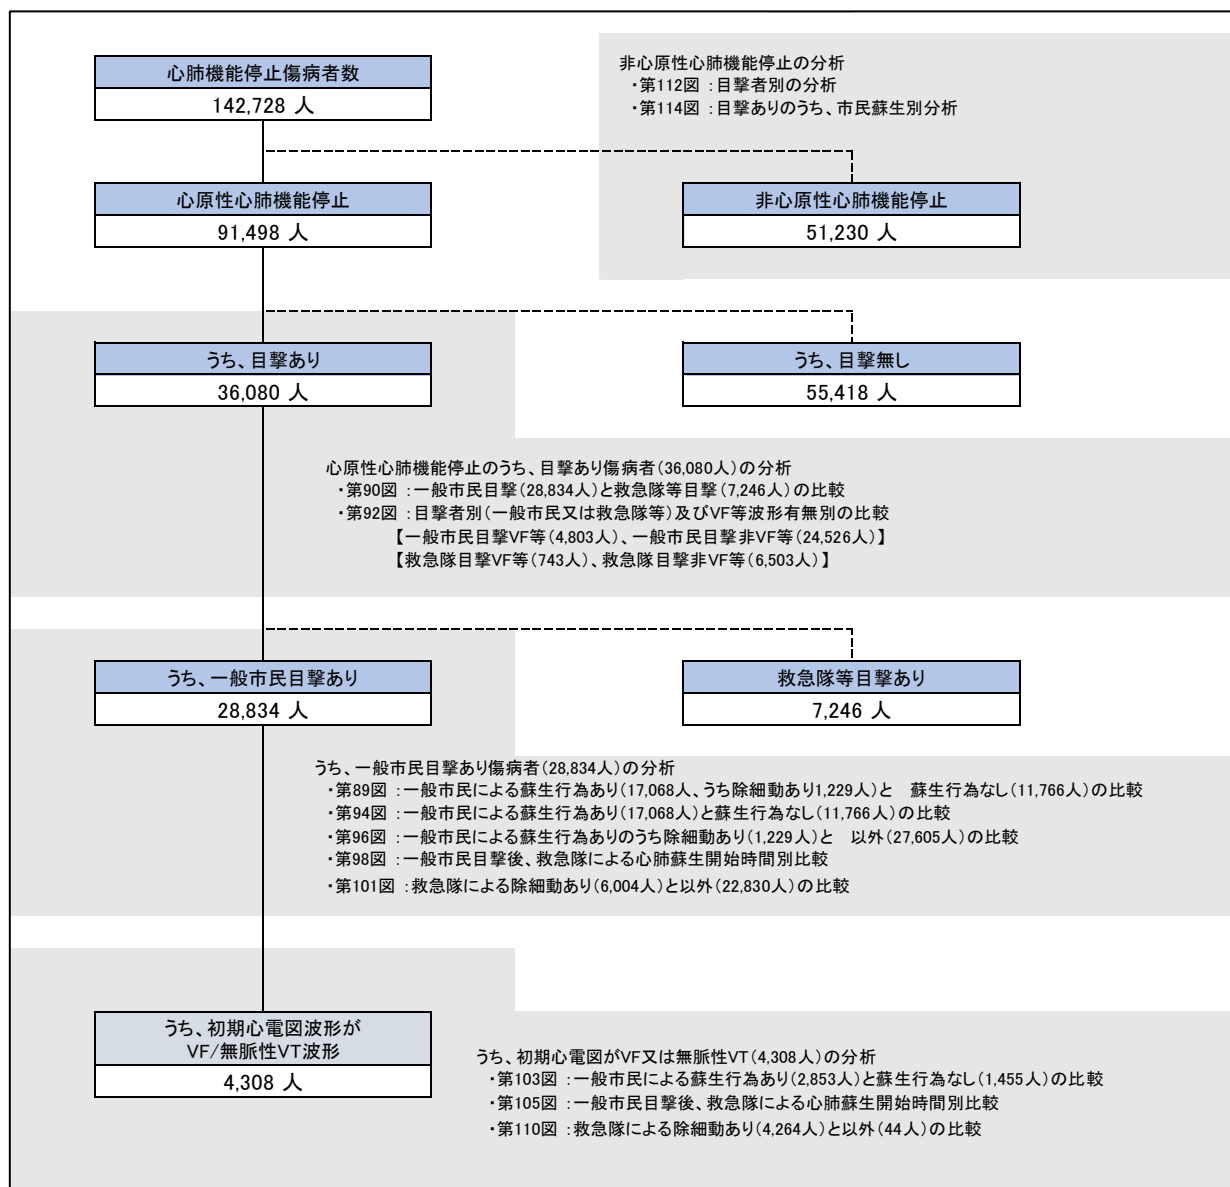 心肺機能停止傷病者数
142,728 人
非心原性心肺機能停止の分析
・第112図 ：目撃者別の分析
・第114図 ：目撃ありのうち、市民蘇生別分析
心原性心肺機能停止
91,498 人
非心原性心肺機能停止
51,230 人
うち、目撃あり
36,080 人
うち、目撃無し
55,418 人
心原性心肺機能停止のうち、目撃あり傷病者(36,080人)の分析
・第90図 ：一般市民目撃(28,834人)と救急隊等目撃(7,246人)の比較
・第92図 ：目撃者別(一般市民又は救急隊等)及びVF等波形有無別の比較
【一般市民目撃VF等(4,803人)、一般市民目撃非VF等(24,526人)】
【救急隊目撃VF等(743人)、救急隊目撃非VF等(6,503人)】
うち、一般市民目撃あり
28,834 人
救急隊等目撃あり
7,246 人
うち、一般市民目撃あり傷病者(28,834人)の分析
・第89図 ：一般市民による蘇生行為あり(17,068人、うち除細動あり1,229人)と　蘇生行為なし(11,766人)の比較
・第94図 ：一般市民による蘇生行為あり(17,068人)と蘇生行為なし(11,766人)の比較
・第96図 ：一般市民による蘇生行為ありのうち除細動あり(1,229人)と　以外(27,605人)の比較
・第98図 ：一般市民目撃後、救急隊による心肺蘇生開始時間別比較
・第101図 ：救急隊による除細動あり(6,004人)と以外(22,830人)の比較
うち、初期心電図波形が
VF/無脈性VT波形
4,308 人
うち、初期心電図がVF又は無脈性VT(4,308人)の分析
・第103図 ：一般市民による蘇生行為あり(2,853人)と蘇生行為なし(1,455人)の比較
・第105図 ：一般市民目撃後、救急隊による心肺蘇生開始時間別比較
・第110図 ：救急隊による除細動あり(4,264人)と以外(44人)の比較